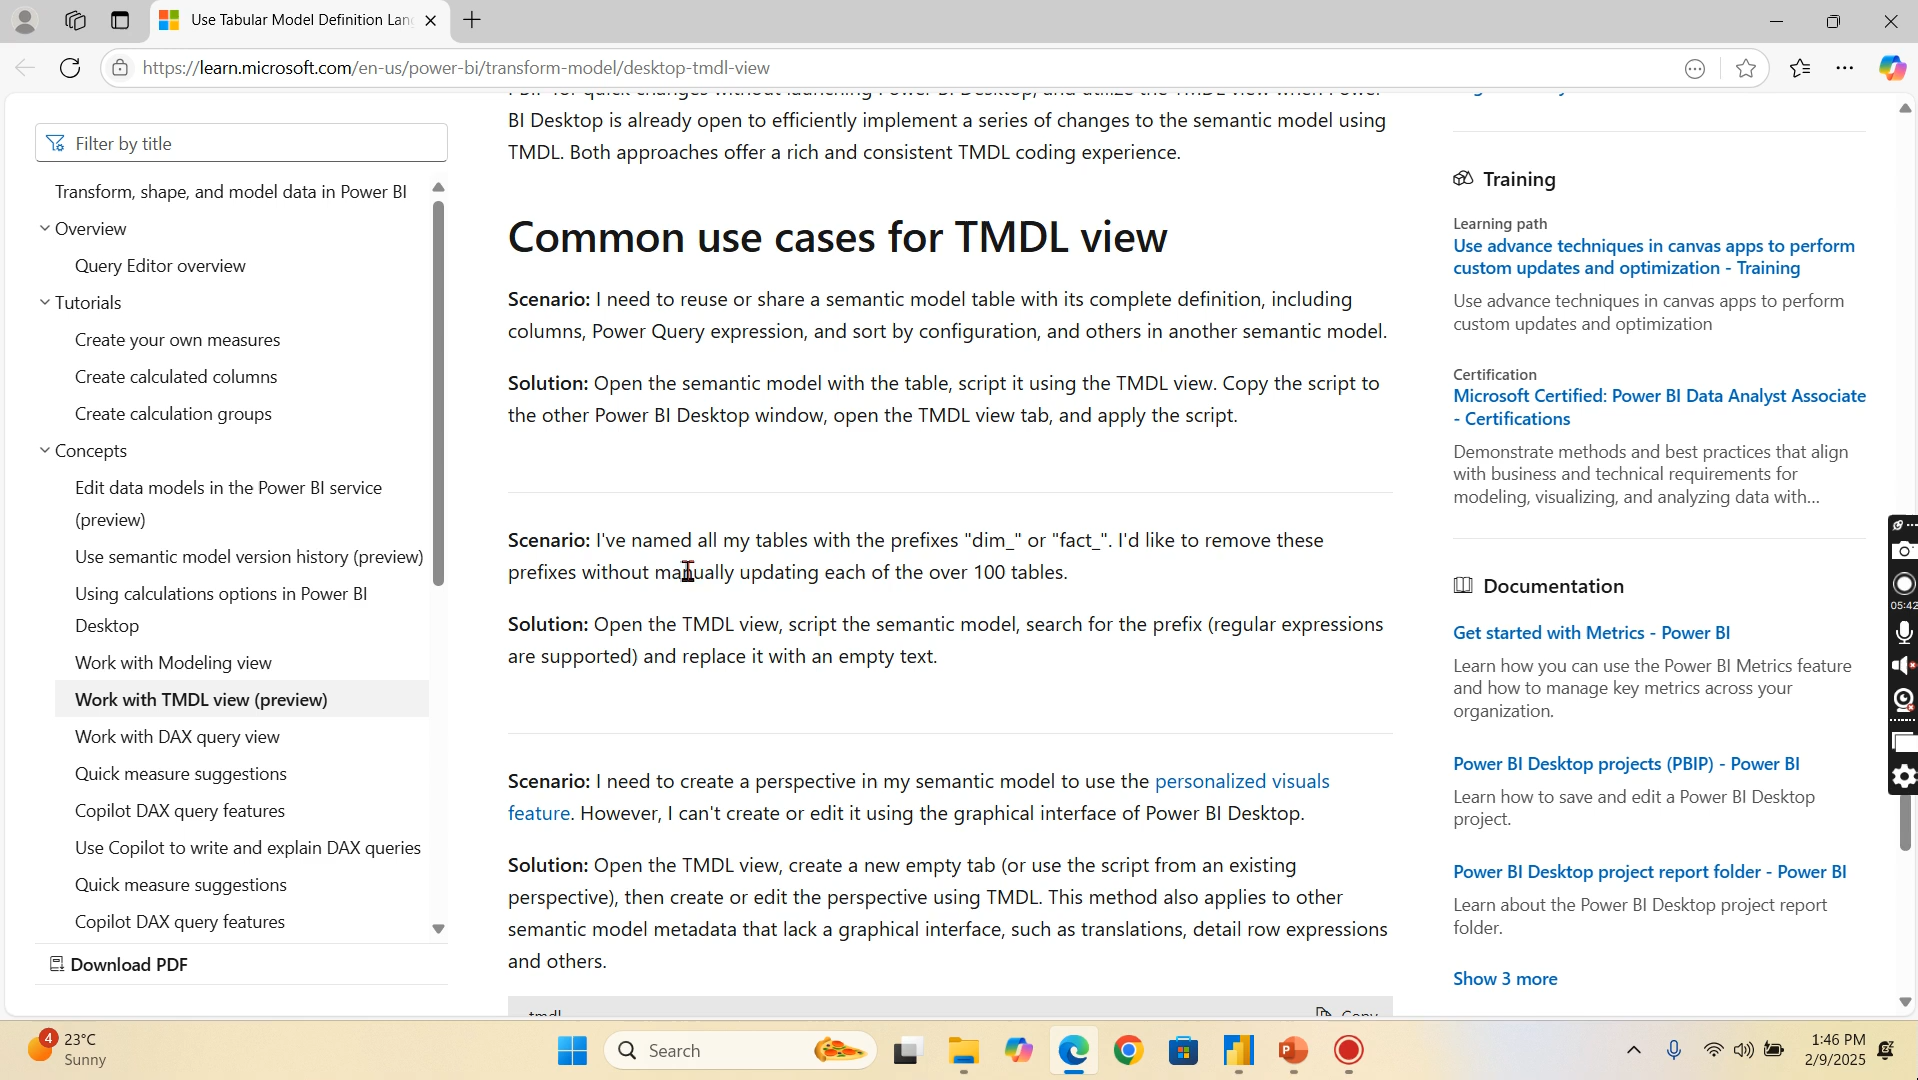 Use Tabular Model Definition Lan
https://learn.microsoft.com/en-us/power-bi/transform-model/desktop-tmdl-view
Filter by title
Transform, shape, and model data in Power BI
Overview
Query Editor overview
Tutorials
Create your own measures
Create calculated columns
Create calculation groups
Concepts
Edit data models in the Power BI service
(preview)
Use semantic model version history (preview)
Using calculations options in Power BI
Desktop
Work with Modeling view
Work with TMDL view (preview)
Work with DAX query view
Quick measure suggestions
Copilot DAX query features
Use Copilot to write and explain DAX queries
Quick measure suggestions
Copilot DAX query features
Download PDF
PBIP for quick changes without launching Power BI Desktop, and utilize the TMDL view when Power
BI Desktop is already open to efficiently implement a series of changes to the semantic model using
TMDL. Both approaches offer a rich and consistent TMDL coding experience.
Common use cases for TMDL view
Scenario: I need to reuse or share a semantic model table with its complete definition, including
columns, Power Query expression, and sort by configuration, and others in another semantic model.
Solution: Open the semantic model with the table, script it using the TMDL view. Copy the script to
the other Power BI Desktop window, open the TMDL view tab, and apply the script.
Scenario: I've named all my tables with the prefixes "dim_" or "fact_". I'd like to remove these
prefixes without manually updating each of the over 100 tables.
Solution: Open the TMDL view, script the semantic model, search for the prefix (regular expressions
are supported) and replace it with an empty text.
Scenario: I need to create a perspective in my semantic model to use the personalized visuals
feature. However, I can't create or edit it using the graphical interface of Power BI Desktop.
Solution: Open the TMDL view, create a new empty tab (or use the script from an existing
perspective), then create or edit the perspective using TMDL. This method also applies to other
semantic model metadata that lack a graphical interface, such as translations, detail row expressions
and others.
tmdl
Copy
Training
Learning path
Use advance techniques in canvas apps to perform
custom updates and optimization - Training
Use advance techniques in canvas apps to perform
custom updates and optimization
Certification
Microsoft Certified: Power BI Data Analyst Associate
- Certifications
Demonstrate methods and best practices that align
with business and technical requirements for
modeling, visualizing, and analyzing data with...
Documentation
Get started with Metrics - Power BI
Learn how you can use the Power BI Metrics feature
and how to manage key metrics across your
organization.
Power BI Desktop projects (PBIP) - Power BI
Learn how to save and edit a Power BI Desktop
project.
Power BI Desktop project report folder - Power BI
Learn about the Power BI Desktop project report
folder.
Show 3 more
05:42
4
23°C
Sunny
Search
1:46 PM
2/9/2025